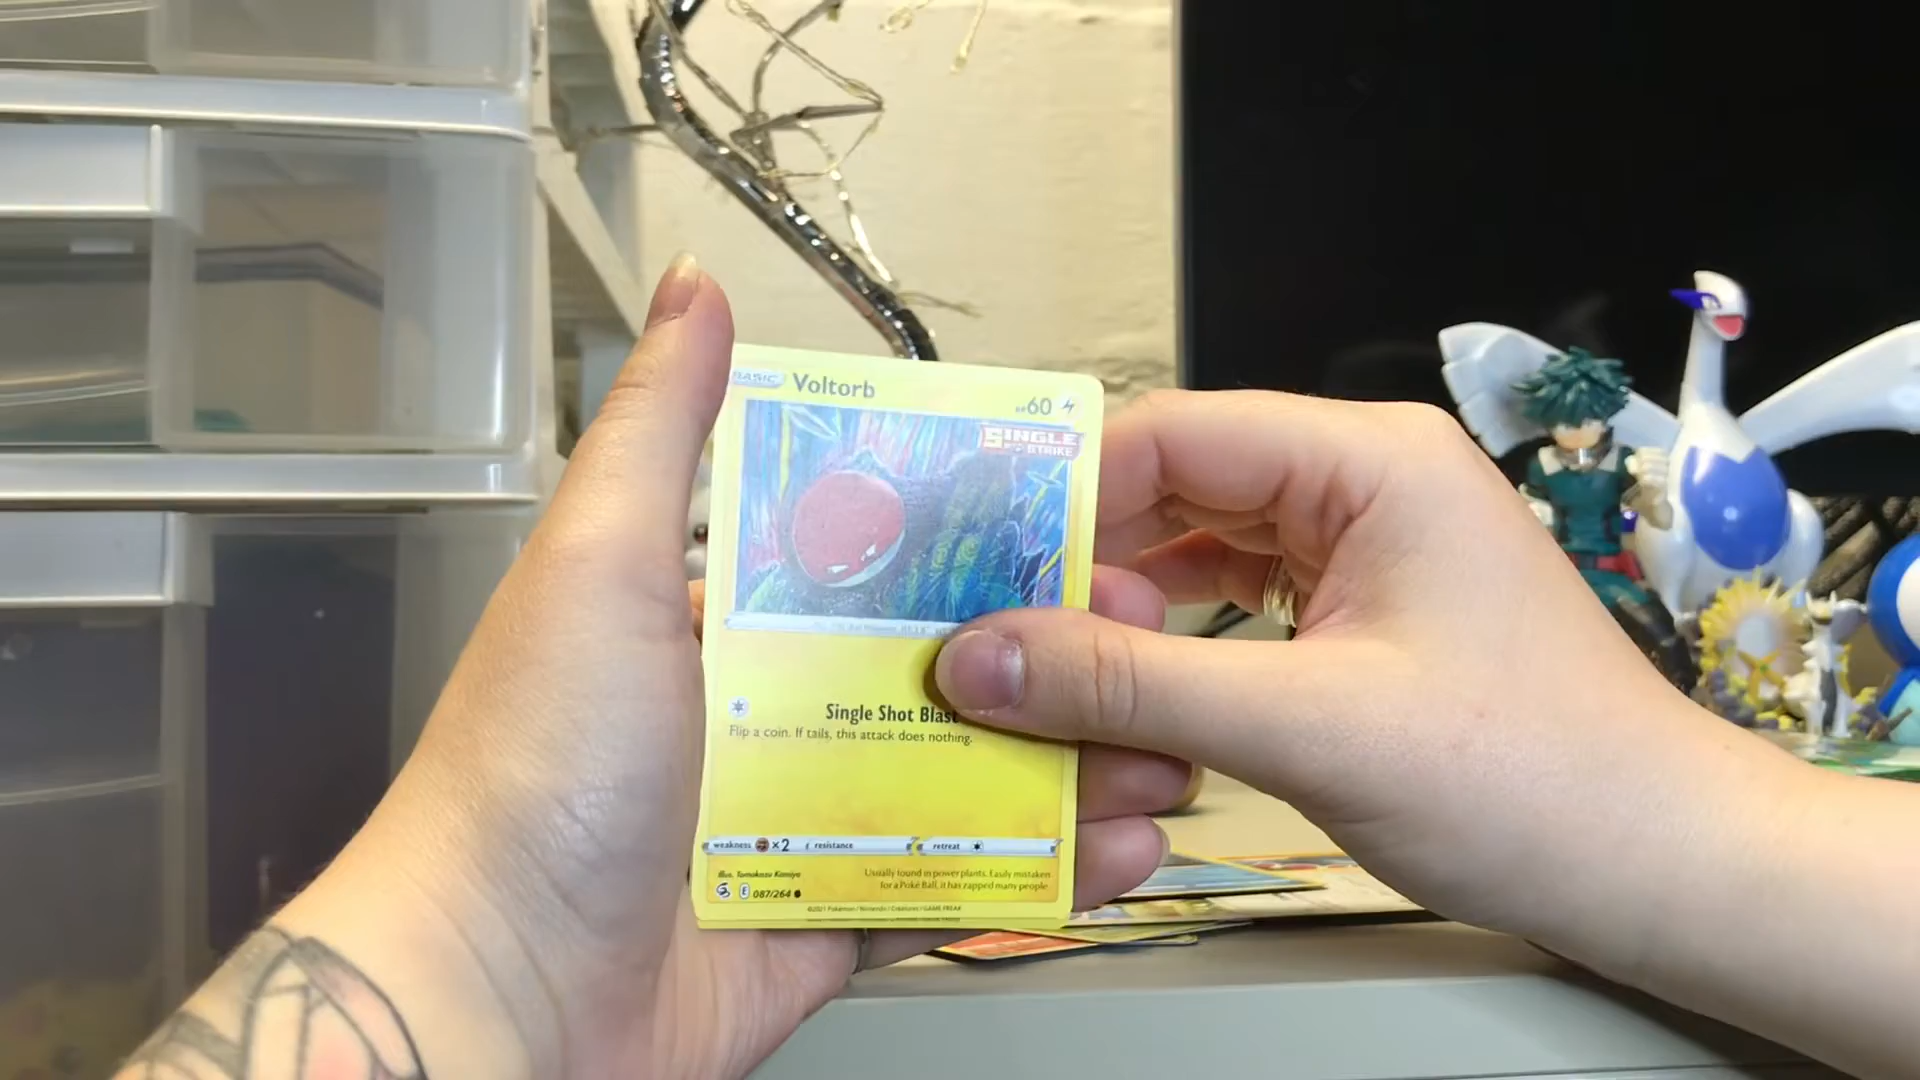 BASIC Voltorb
HP60
SINGLE
STRIKE
Single Shot Blast
Flip a coin. If tails, this attack does nothing.
weakness ×2 resistance retreat
Illus. Tomokazu Komiya
E 087/264
Usually found in power plants. Easily mistaken
for a Poké Ball, it has zapped many people.
©2021 Pokémon / Nintendo / Creatures / GAME FREAK